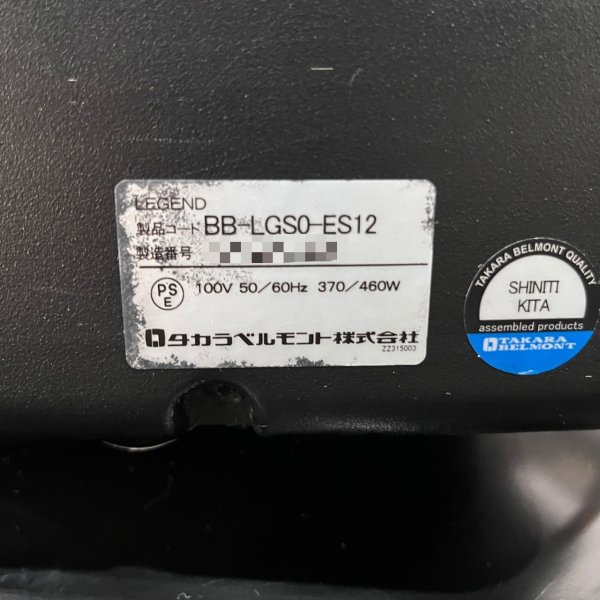 LEGEND
製品コード BB-LGS0-ES12
製造番号
PS
E
100V 50/60Hz 370/460W
タカラベルモント株式会社
ZZ315003
TAKARA BELMONT QUALITY
SHINITI
KITA
assembled products
TAKARA
BELMONT